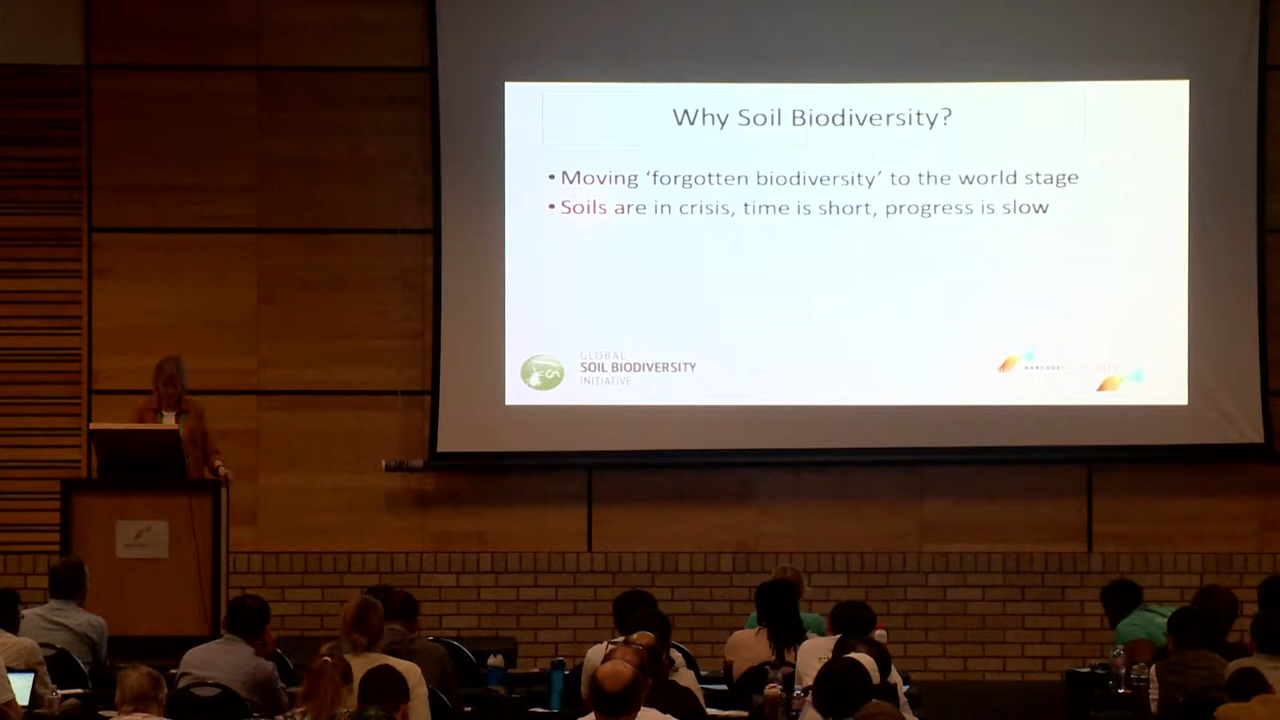 Why Soil Biodiversity?
• Moving ‘forgotten biodiversity’ to the world stage
• Soils are in crisis, time is short, progress is slow
GLOBAL
SOIL BIODIVERSITY
INITIATIVE